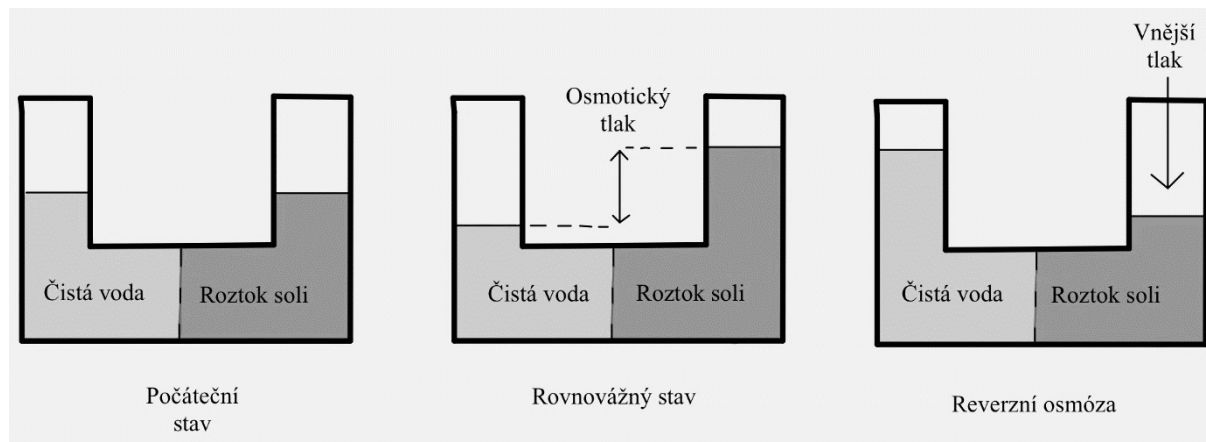 Čistá voda
Roztok soli
Počáteční
stav
Osmotický
tlak
Čistá voda
Roztok soli
Rovnovážný stav
Vnější
tlak
Čistá voda
Roztok soli
Reverzní osmóza